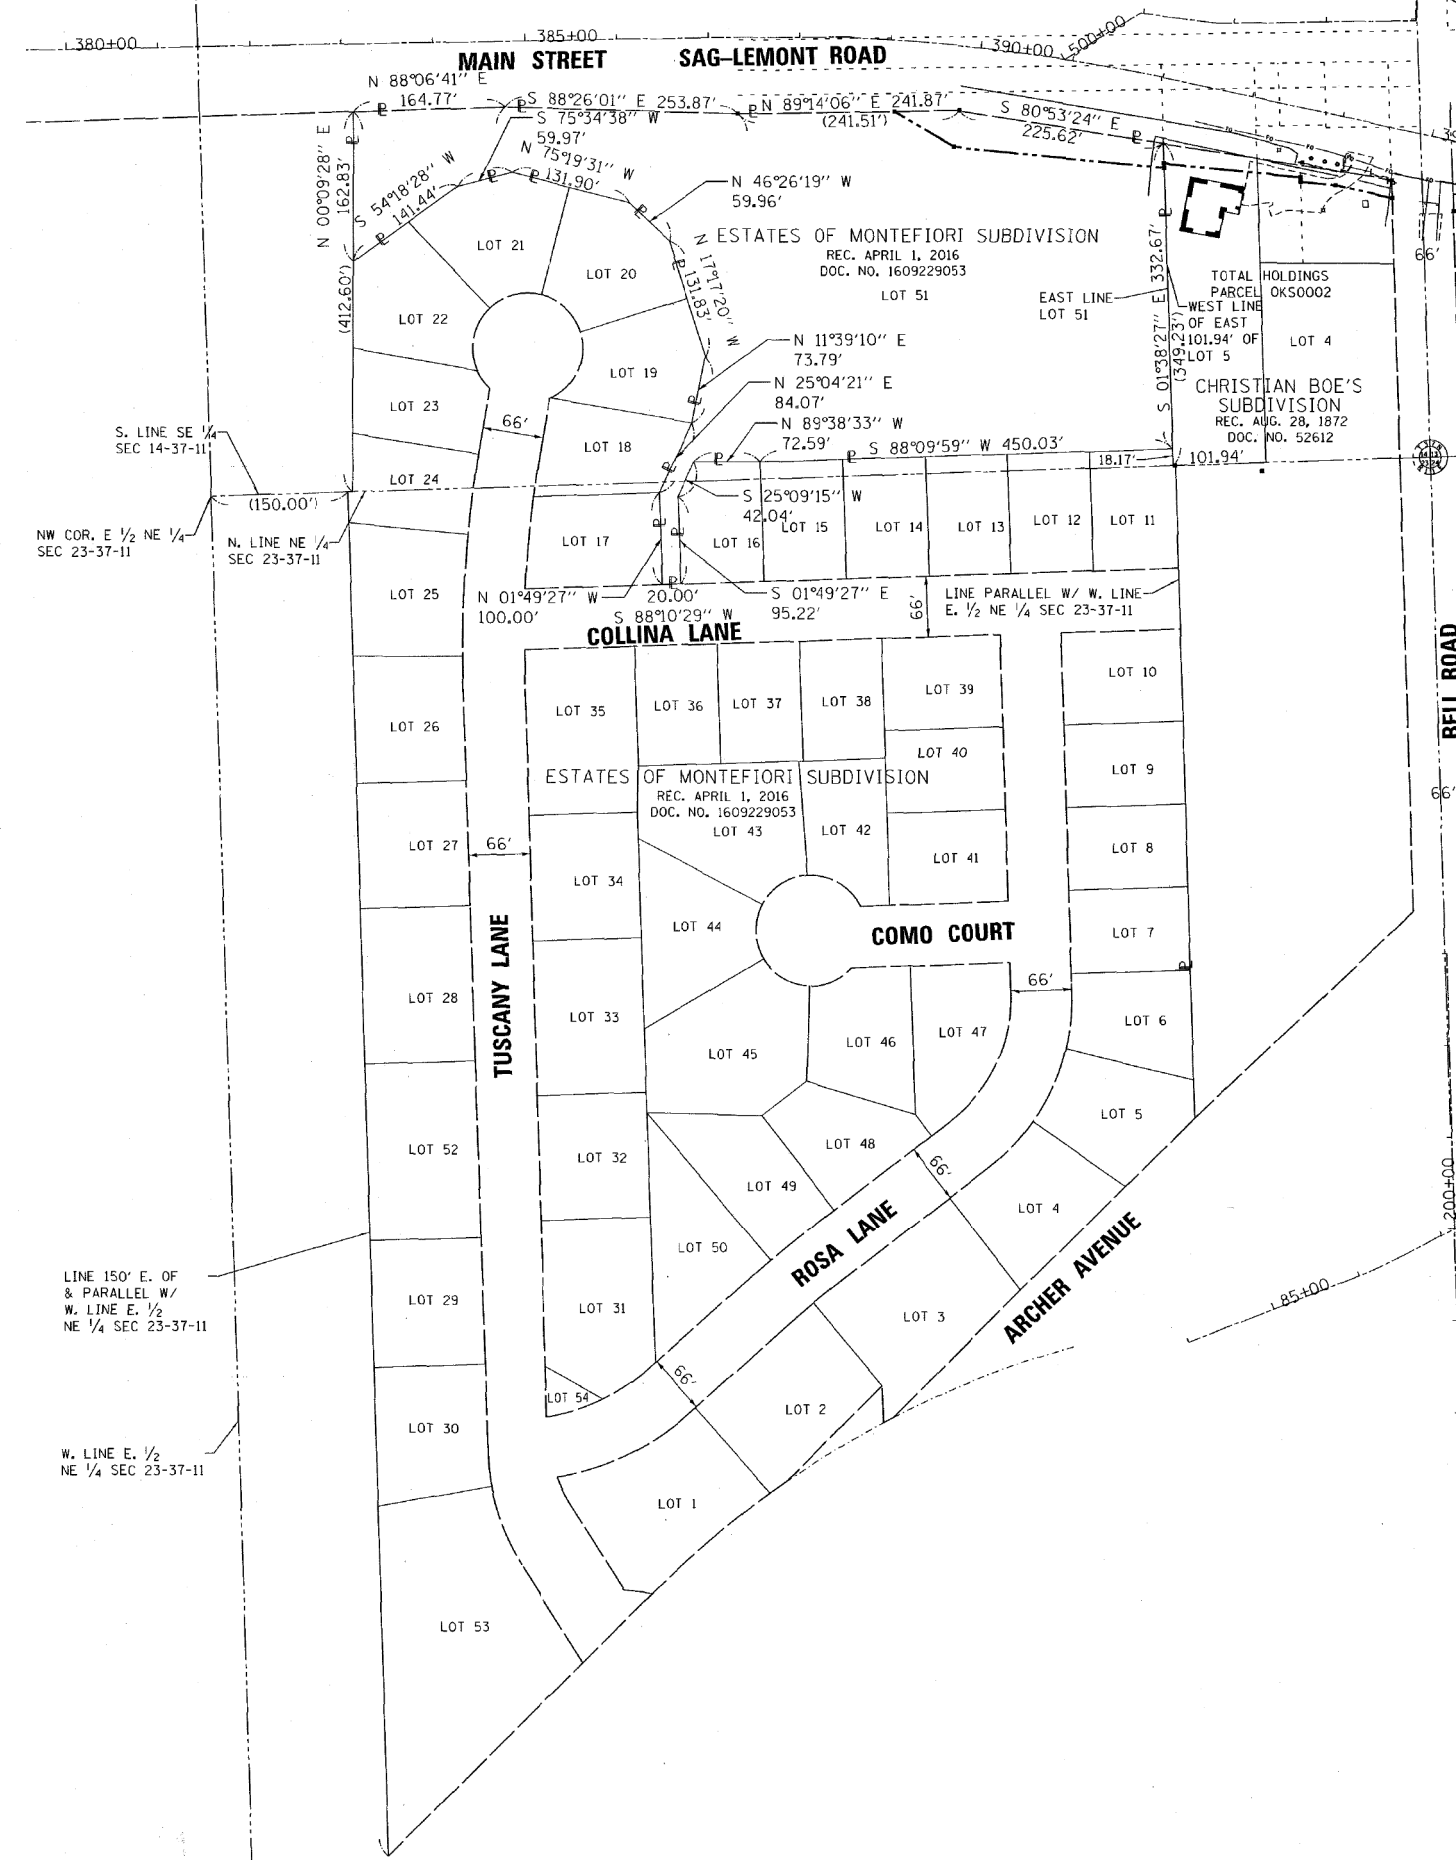 380+00
385+00
390+00
500+00
MAIN STREET SAG-LEMONT ROAD
N 88°06'41" E
164.77'
S 88°26'01" E 253.87'
N 89°14'06" E 241.87'
(241.51')
S 80°53'24" E
225.62'
S 75°34'38" W
59.97'
N 75°19'31" W
131.90'
N 00°09'28" E
162.83'
(412.60')
S 54°18'28" W
141.44'
N 46°26'19" W
59.96'
N 17°17'20" W
131.83'
ESTATES OF MONTEFIORI SUBDIVISION
REC. APRIL 1, 2016
DOC. NO. 1609229053
LOT 51
EAST LINE
LOT 51
S 01°38'27" E 332.67'
(349.23')
WEST LINE
OF EAST
101.94' OF
LOT 5
TOTAL HOLDINGS
PARCEL 0KS0002
LOT 4
66'
CHRISTIAN BOE'S
SUBDIVISION
REC. AUG. 28, 1872
DOC. NO. 52612
LOT 21
LOT 20
LOT 22
LOT 19
LOT 23
LOT 18
LOT 24
66'
N 11°39'10" E
73.79'
N 25°04'21" E
84.07'
N 89°38'33" W
72.59'
S 88°09'59" W 450.03'
18.17'
101.94'
S. LINE SE 1/4
SEC 14-37-11
(150.00')
NW COR. E 1/2 NE 1/4
SEC 23-37-11
N. LINE NE 1/4
SEC 23-37-11
S 25°09'15" W
42.04'
LOT 17
LOT 16
LOT 15
LOT 14
LOT 13
LOT 12
LOT 11
N 01°49'27" W
100.00'
20.00'
S 88°10'29" W
S 01°49'27" E
95.22'
66'
LINE PARALLEL W/ W. LINE
E. 1/2 NE 1/4 SEC 23-37-11
COLLINA LANE
BELL ROAD
66'
LOT 25
LOT 26
LOT 35
LOT 36
LOT 37
LOT 38
LOT 39
LOT 10
LOT 40
LOT 9
ESTATES OF MONTEFIORI SUBDIVISION
REC. APRIL 1, 2016
DOC. NO. 1609229053
LOT 43
LOT 42
LOT 27
66'
LOT 41
LOT 8
LOT 34
LOT 44
COMO COURT
LOT 7
TUSCANY LANE
66'
LOT 28
LOT 33
LOT 45
LOT 46
LOT 47
LOT 6
LOT 5
LOT 52
LOT 32
LOT 48
LOT 49
66'
200+00
LOT 4
LOT 50
ROSA LANE
ARCHER AVENUE
85+00
LINE 150' E. OF
& PARALLEL W/
W. LINE E. 1/2
NE 1/4 SEC 23-37-11
LOT 29
LOT 31
LOT 3
66'
LOT 54
LOT 2
LOT 30
W. LINE E. 1/2
NE 1/4 SEC 23-37-11
LOT 1
LOT 53